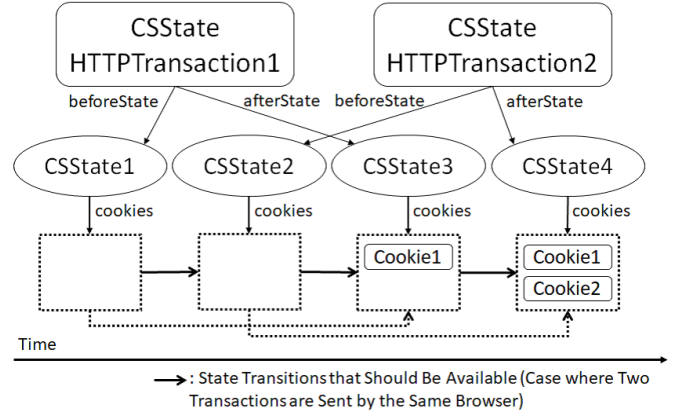 CSState
HTTPTransaction1
CSState
HTTPTransaction2
beforeState
afterState
beforeState
afterState
CSState1
CSState2
CSState3
CSState4
cookies
cookies
cookies
cookies
Cookie1
Cookie1
Cookie2
Time
: State Transitions that Should Be Available (Case where Two
Transactions are Sent by the Same Browser)